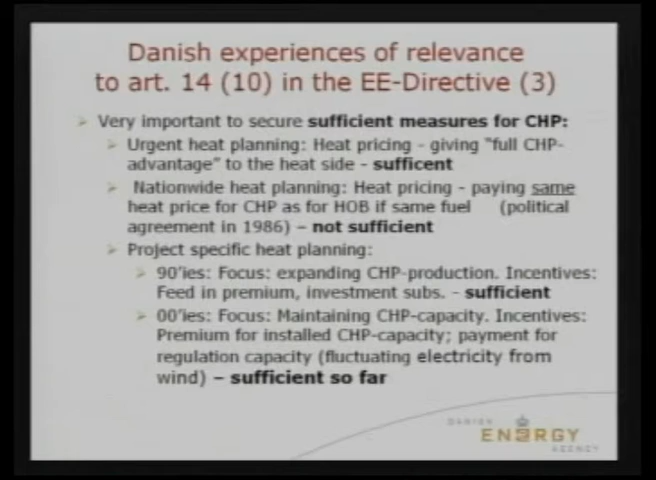 Danish experiences of relevance
to art. 14 (10) in the EE-Directive (3)
Very important to secure sufficient measures for CHP:
Urgent heat planning: Heat pricing - giving "full CHP-
advantage" to the heat side - sufficent
Nationwide heat planning: Heat pricing - paying same
heat price for CHP as for HOB if same fuel (political
agreement in 1986) – not sufficient
Project specific heat planning:
90'ies: Focus: expanding CHP-production. Incentives:
Feed in premium, investment subs. - sufficient
00'ies: Focus: Maintaining CHP-capacity. Incentives:
Premium for installed CHP-capacity; payment for
regulation capacity (fluctuating electricity from
wind) – sufficient so far
DANISH
ENERGY
AGENCY